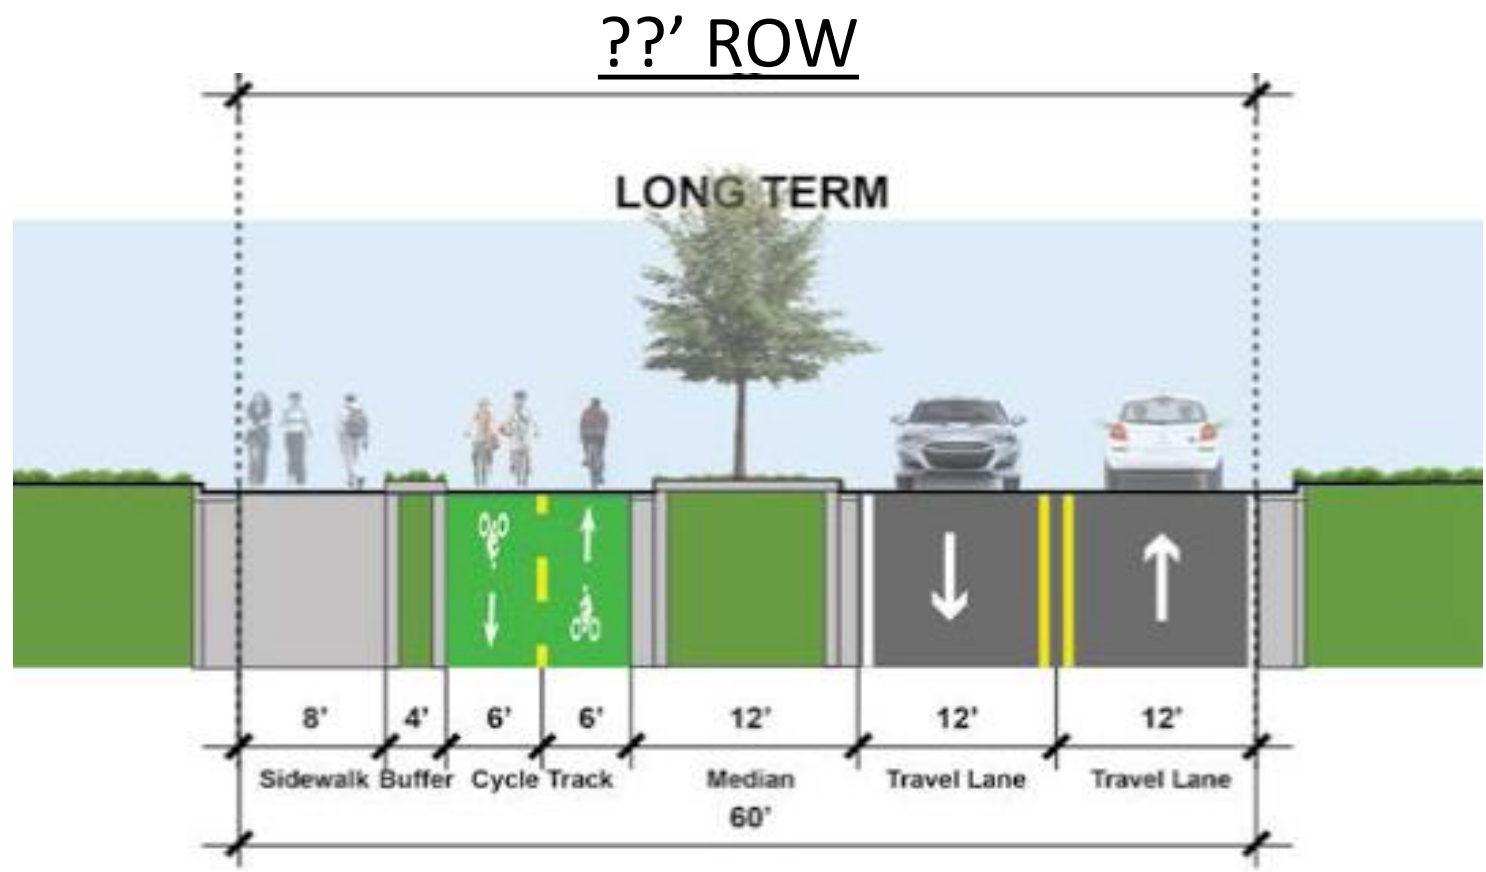 ??’ ROW
LONG TERM
8’ 4’ 6’ 6’ 12’ 12’ 12’
Sidewalk Buffer Cycle Track Median Travel Lane Travel Lane
60’